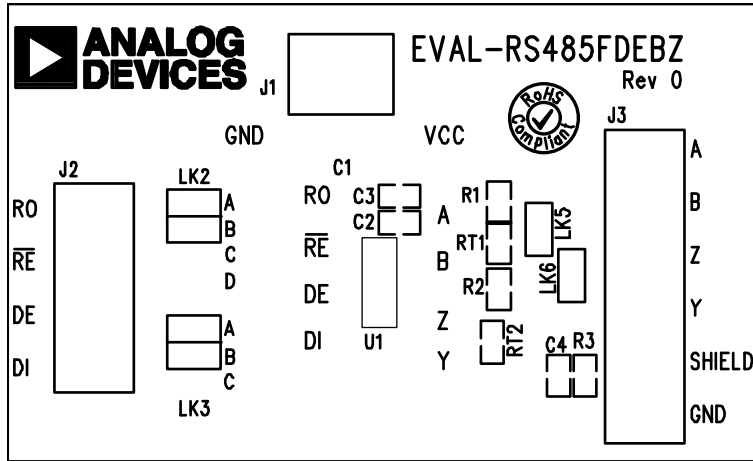 ANALOG
DEVICES
EVAL-RS485FDEBZ
Rev 0
J1
RoHS
Compliant
J3
GND
VCC
J2
LK2
C1
A
RO
A
B
C
D
RO
C3
C2
R1
A
LK5
B
RE
RE
B
RT1
LK6
Z
DE
DE
R2
Y
DI
A
B
C
DI
U1
Z
Y
RT2
C4
R3
SHIELD
LK3
GND